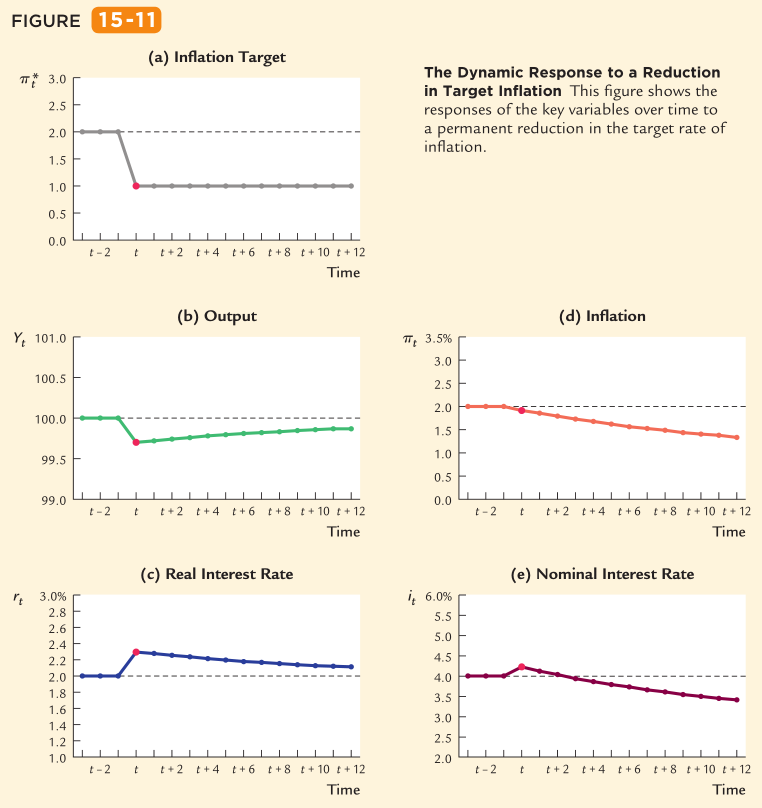 FIGURE 15-11
(a) Inflation Target
The Dynamic Response to a Reduction
in Target Inflation This figure shows the
responses of the key variables over time to
a permanent reduction in the target rate of
inflation.
πₜ* 3.0
2.5
2.0
1.5
1.0
0.5
0.0
t – 2 t t + 2 t + 4 t + 6 t + 8 t + 10 t + 12
Time
(b) Output
Yₜ 101.0
100.5
100.0
99.5
99.0
t – 2 t t + 2 t + 4 t + 6 t + 8 t + 10 t + 12
Time
(d) Inflation
πₜ 3.5%
3.0
2.5
2.0
1.5
1.0
0.5
0.0
t – 2 t t + 2 t + 4 t + 6 t + 8 t + 10 t + 12
Time
(c) Real Interest Rate
rₜ 3.0%
2.8
2.6
2.4
2.2
2.0
1.8
1.6
1.4
1.2
1.0
t – 2 t t + 2 t + 4 t + 6 t + 8 t + 10 t + 12
Time
(e) Nominal Interest Rate
iₜ 6.0%
5.5
5.0
4.5
4.0
3.5
3.0
2.5
2.0
t – 2 t t + 2 t + 4 t + 6 t + 8 t + 10 t + 12
Time